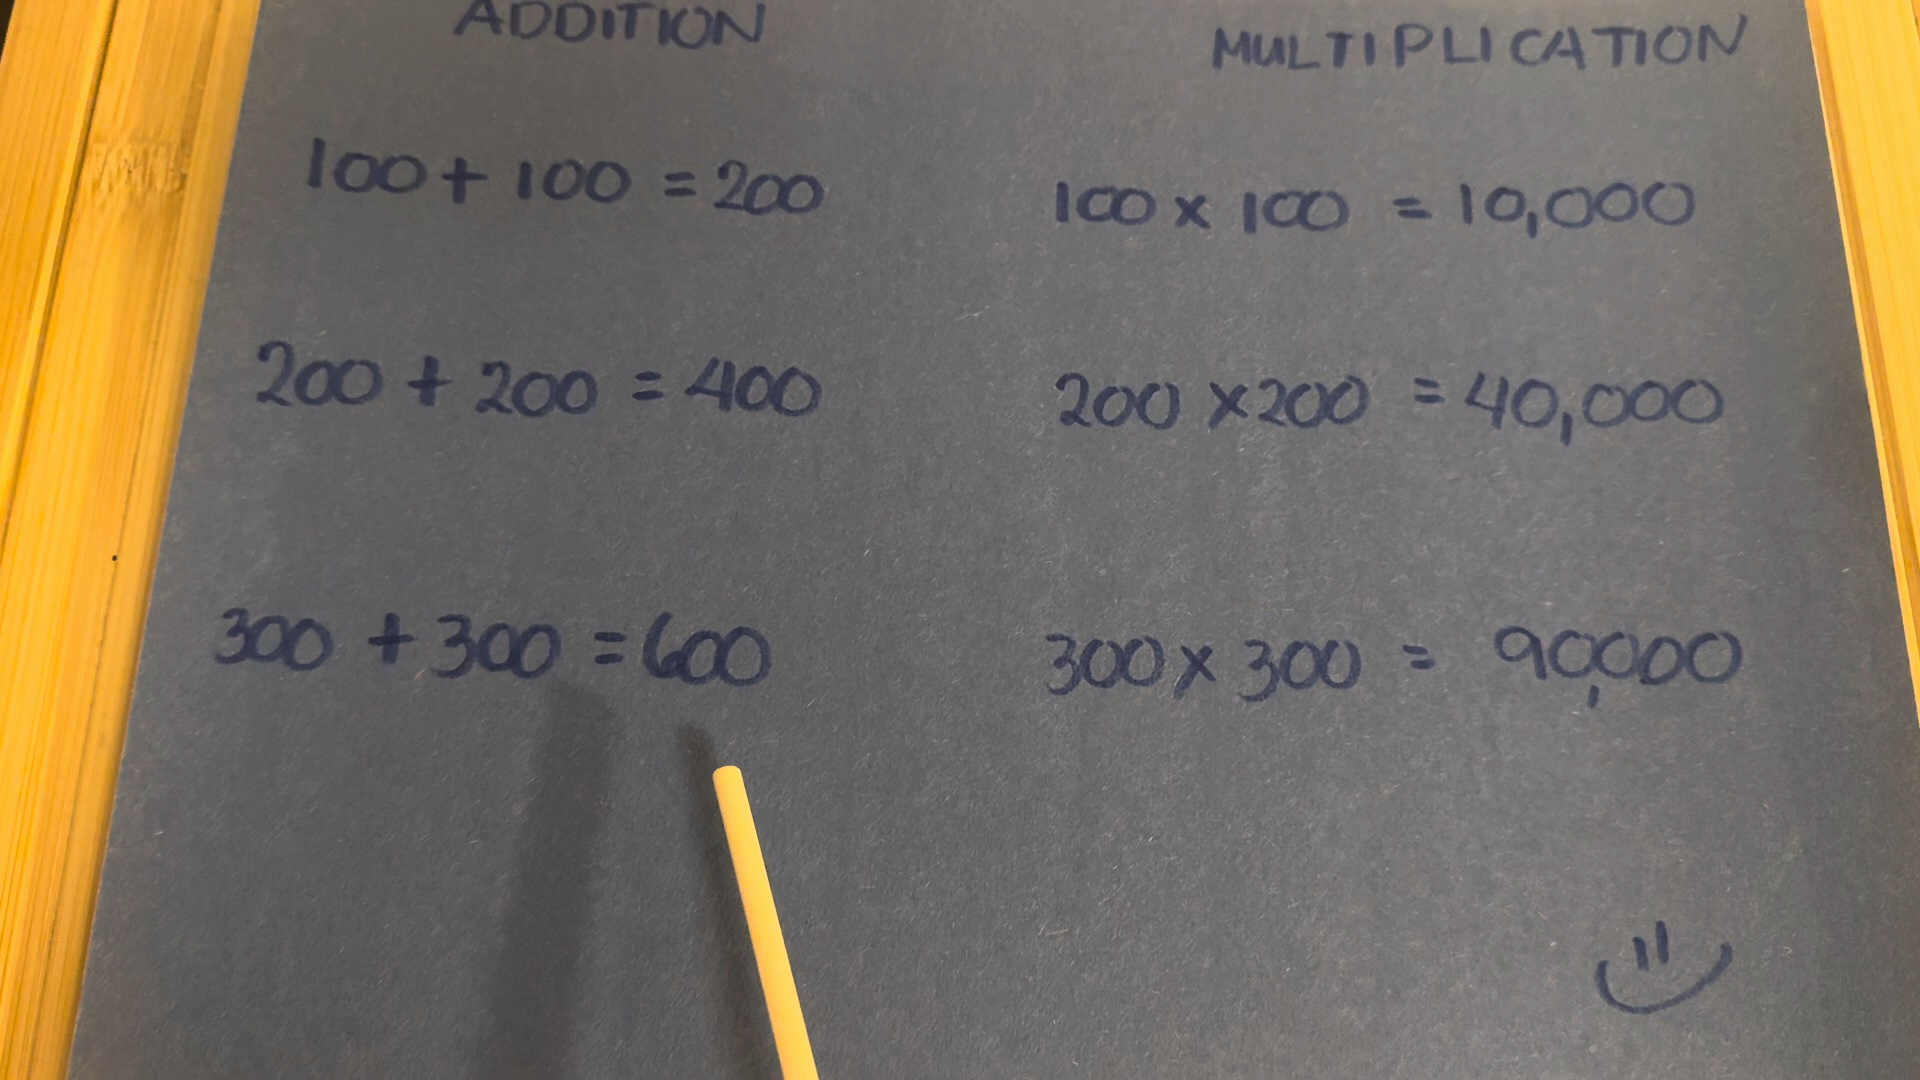 ADDITION
100 + 100 = 200
200 + 200 = 400
300 + 300 = 600
MULTIPLICATION
100 x 100 = 10,000
200 x 200 = 40,000
300 x 300 = 90,000